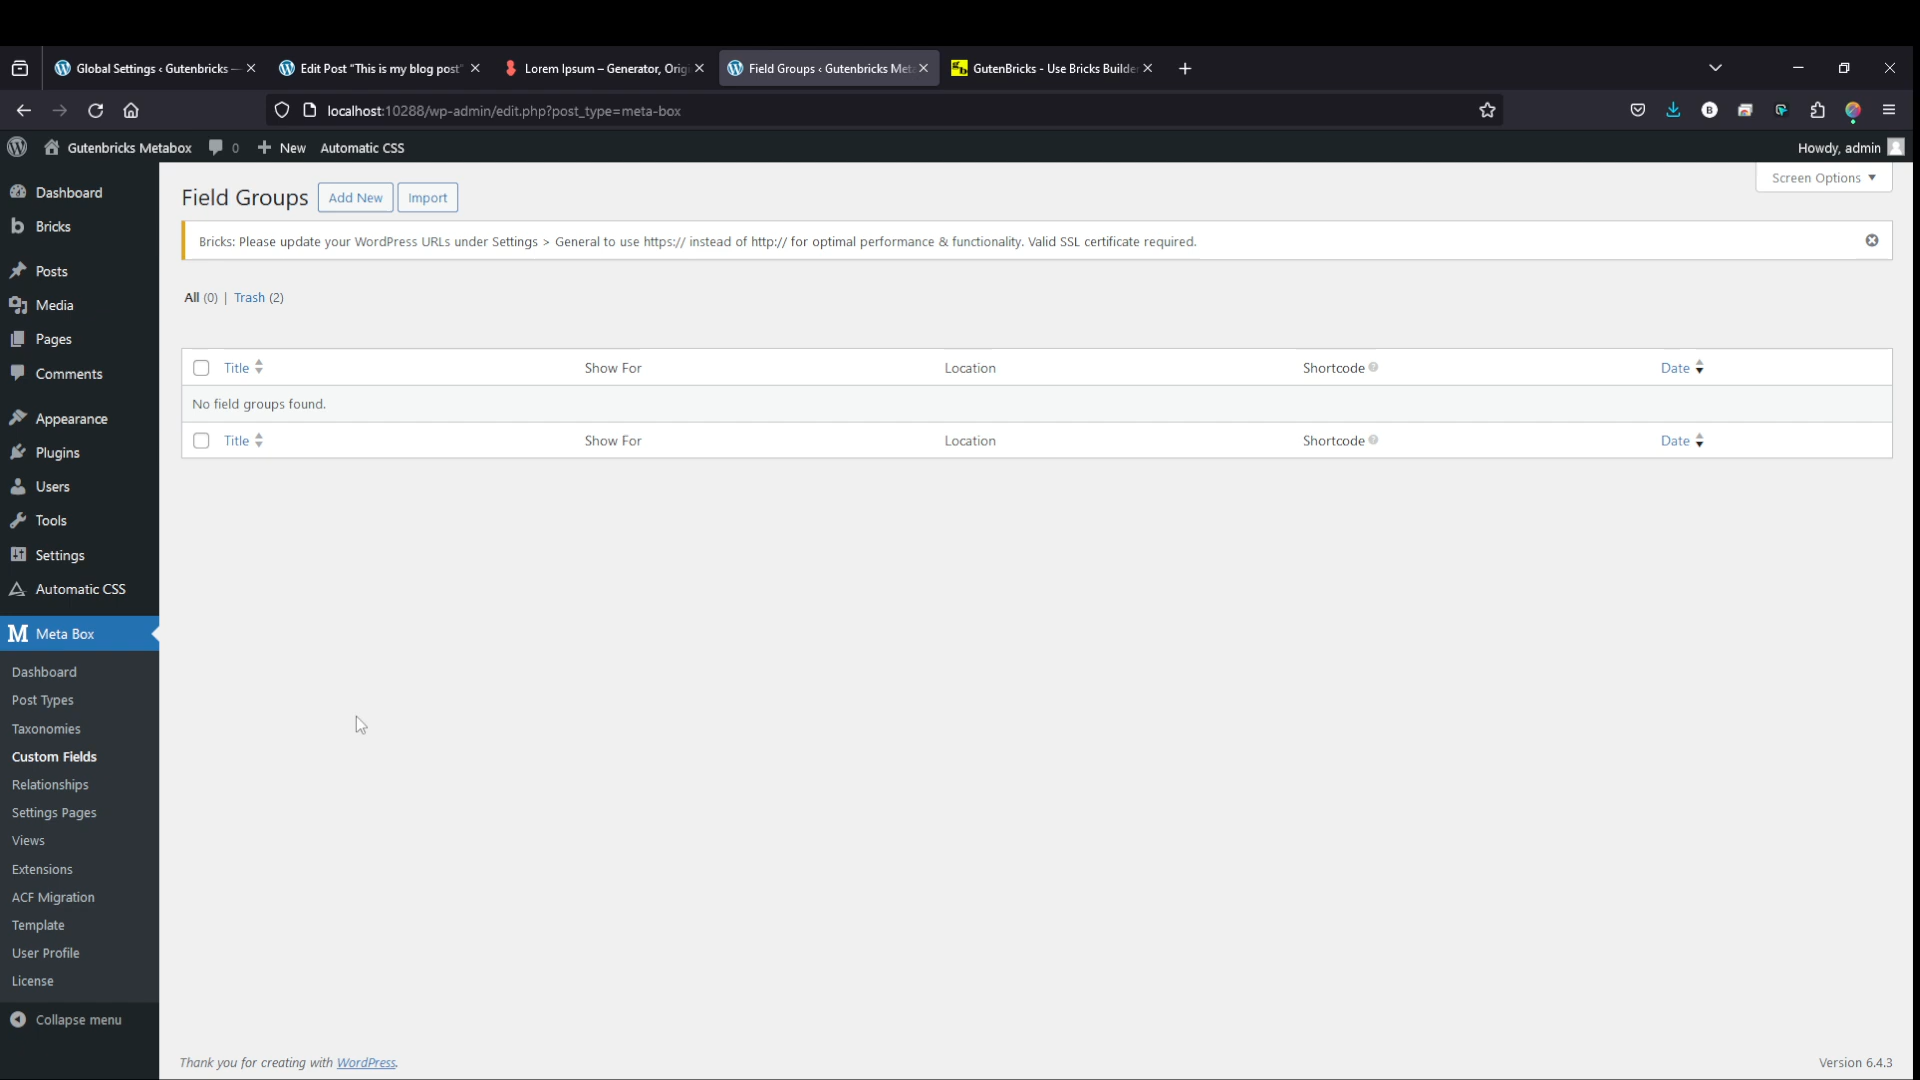 Global Settings ‹ Gutenbricks —
Edit Post "This is my blog post"
Lorem Ipsum – Generator, Orig
Field Groups ‹ Gutenbricks Met
GutenBricks - Use Bricks Builde
localhost:10288/wp-admin/edit.php?post_type=meta-box
Gutenbricks Metabox
0
New
Automatic CSS
Howdy, admin
Dashboard
Bricks
Posts
Media
Pages
Comments
Appearance
Plugins
Users
Tools
Settings
Automatic CSS
Meta Box
Dashboard
Post Types
Taxonomies
Custom Fields
Relationships
Settings Pages
Views
Extensions
ACF Migration
Template
User Profile
License
Collapse menu
Screen Options
Field Groups Add New Import
Bricks: Please update your WordPress URLs under Settings > General to use https:// instead of http:// for optimal performance & functionality. Valid SSL certificate required.
All (0) | Trash (2)
Title Show For Location Shortcode Date
No field groups found.
Title Show For Location Shortcode Date
Thank you for creating with WordPress.
Version 6.4.3